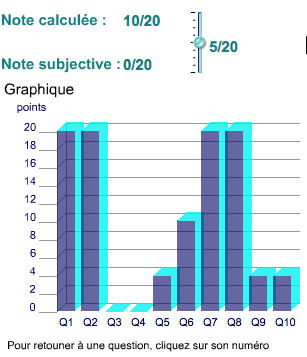 Note calculée : 10/20
5/20
Note subjective : 0/20
Graphique
points
20
18
16
14
12
10
8
6
4
2
0
Q1 Q2 Q3 Q4 Q5 Q6 Q7 Q8 Q9 Q10
Pour retouner à une question, cliquez sur son numéro